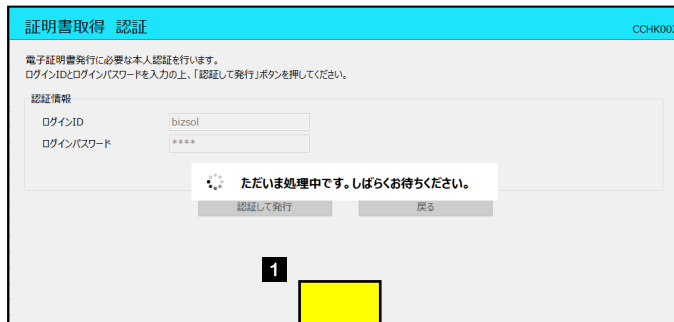 証明書取得 認証
CCHK002
電子証明書発行に必要な本人認証を行います。
ログインIDとログインパスワードを入力の上、「認証して発行」ボタンを押してください。
認証情報
ログインID
bizsol
ログインパスワード
****
ただいま処理中です。しばらくお待ちください。
認証して発行
戻る
1